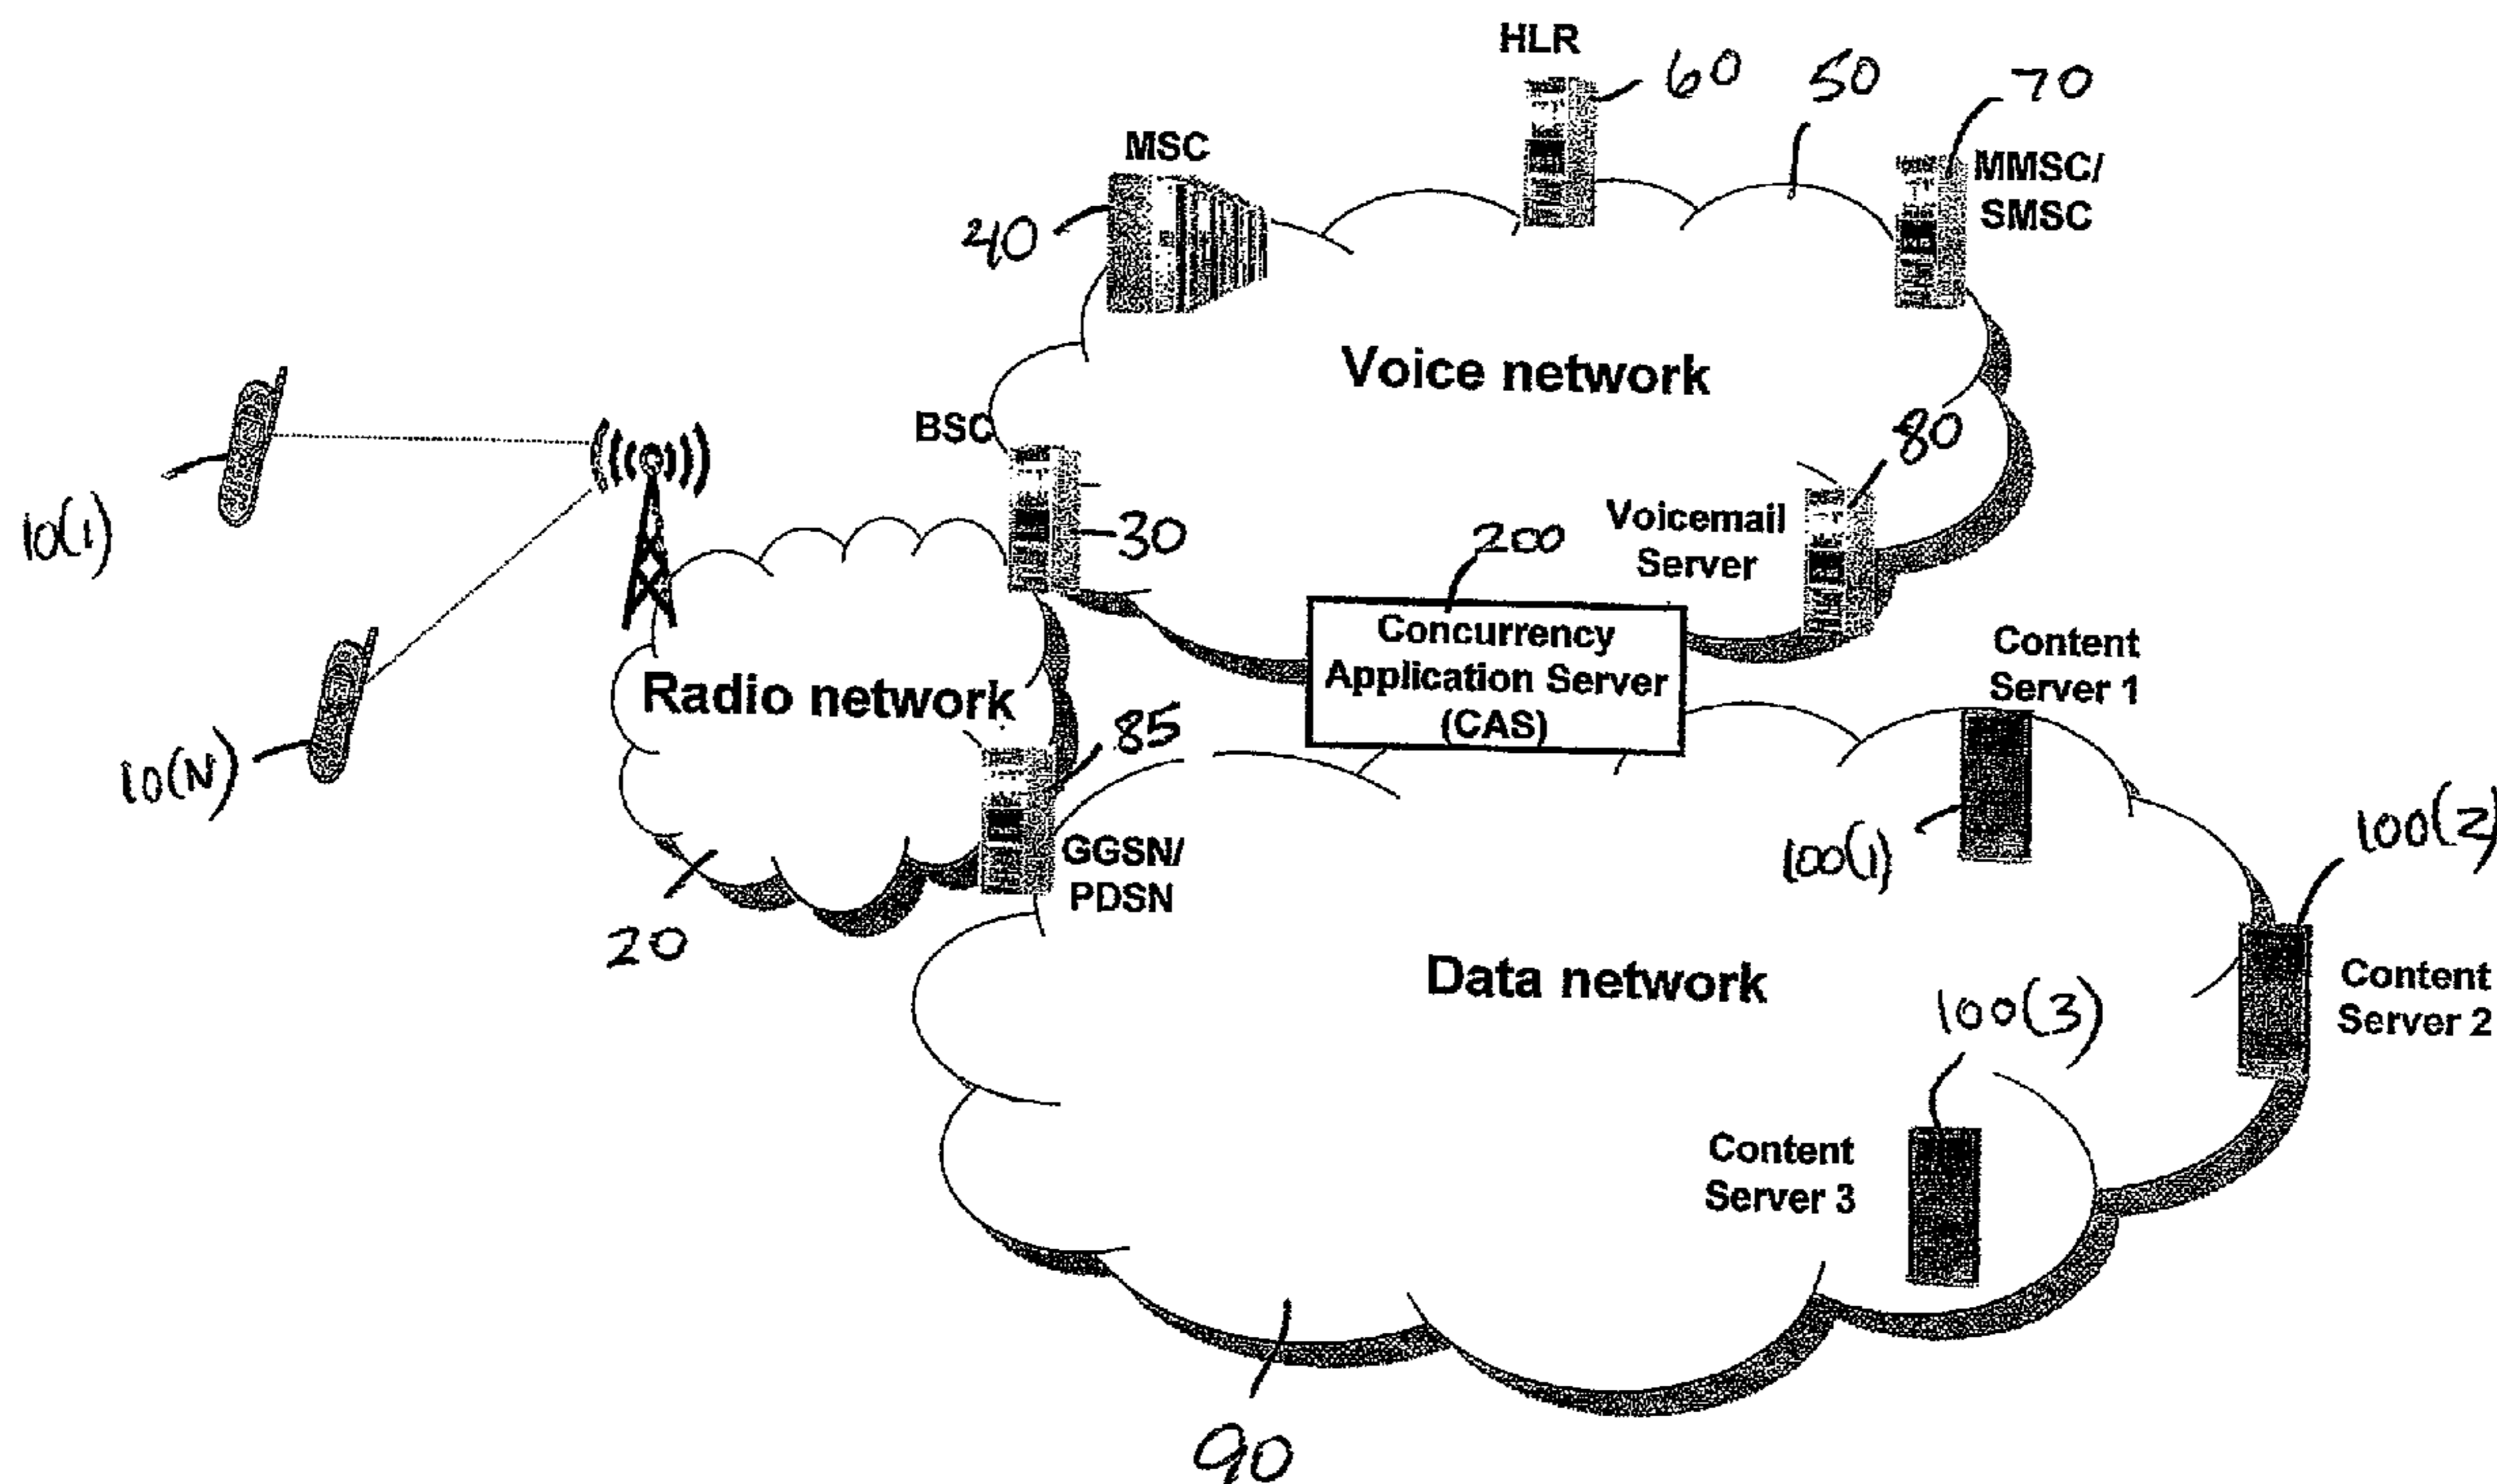 HLR
60
50
70
MSC
MMSC/
SMSC
40
Voice network
BSC
80
10(1)
30
200
Voicemail
Server
Concurrency
Application Server
(CAS)
Content
Server 1
Radio network
85
10(N)
100(1)
100(2)
GGSN/
PDSN
20
Data network
100(3)
Content
Server 2
Content
Server 3
90